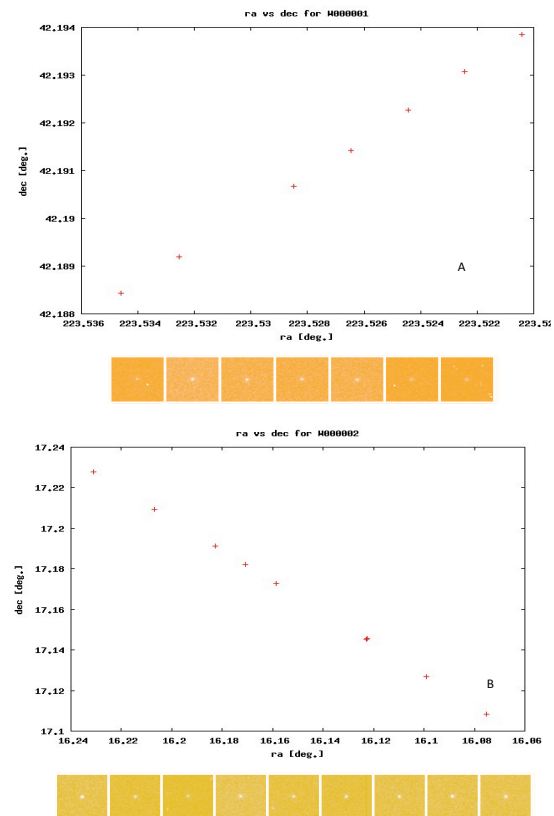 ra vs dec for W000001
42.194
42.193
42.192
42.191
42.19
42.189
42.188
dec [deg.]
A
223.536 223.534 223.532 223.53 223.528 223.526 223.524 223.522 223.52
ra [deg.]
ra vs dec for W000002
17.24
17.22
17.2
17.18
17.16
17.14
17.12
17.1
dec [deg.]
B
16.24 16.22 16.2 16.18 16.16 16.14 16.12 16.1 16.08 16.06
ra [deg.]